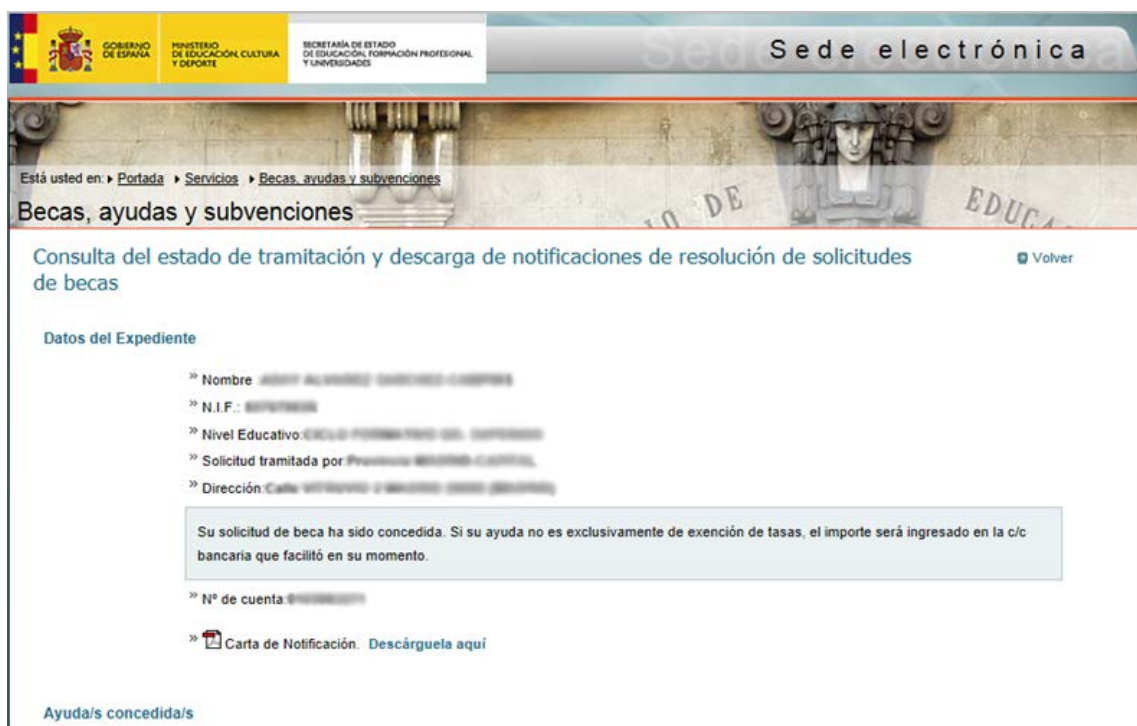 GOBIERNO
DE ESPAÑA
MINISTERIO
DE EDUCACIÓN, CULTURA
Y DEPORTE
SECRETARÍA DE ESTADO
DE EDUCACIÓN, FORMACIÓN PROFESIONAL
Y UNIVERSIDADES
Sede electrónica
Está usted en: Portada Servicios Becas, ayudas y subvenciones
Becas, ayudas y subvenciones
DE EDUCA
Consulta del estado de tramitación y descarga de notificaciones de resolución de solicitudes
de becas
Volver
Datos del Expediente
» Nombre :
» N.I.F.:
» Nivel Educativo:
» Solicitud tramitada por:
» Dirección:
Su solicitud de beca ha sido concedida. Si su ayuda no es exclusivamente de exención de tasas, el importe será ingresado en la c/c
bancaria que facilitó en su momento.
» Nº de cuenta:
» Carta de Notificación. Descárguela aquí
Ayuda/s concedida/s